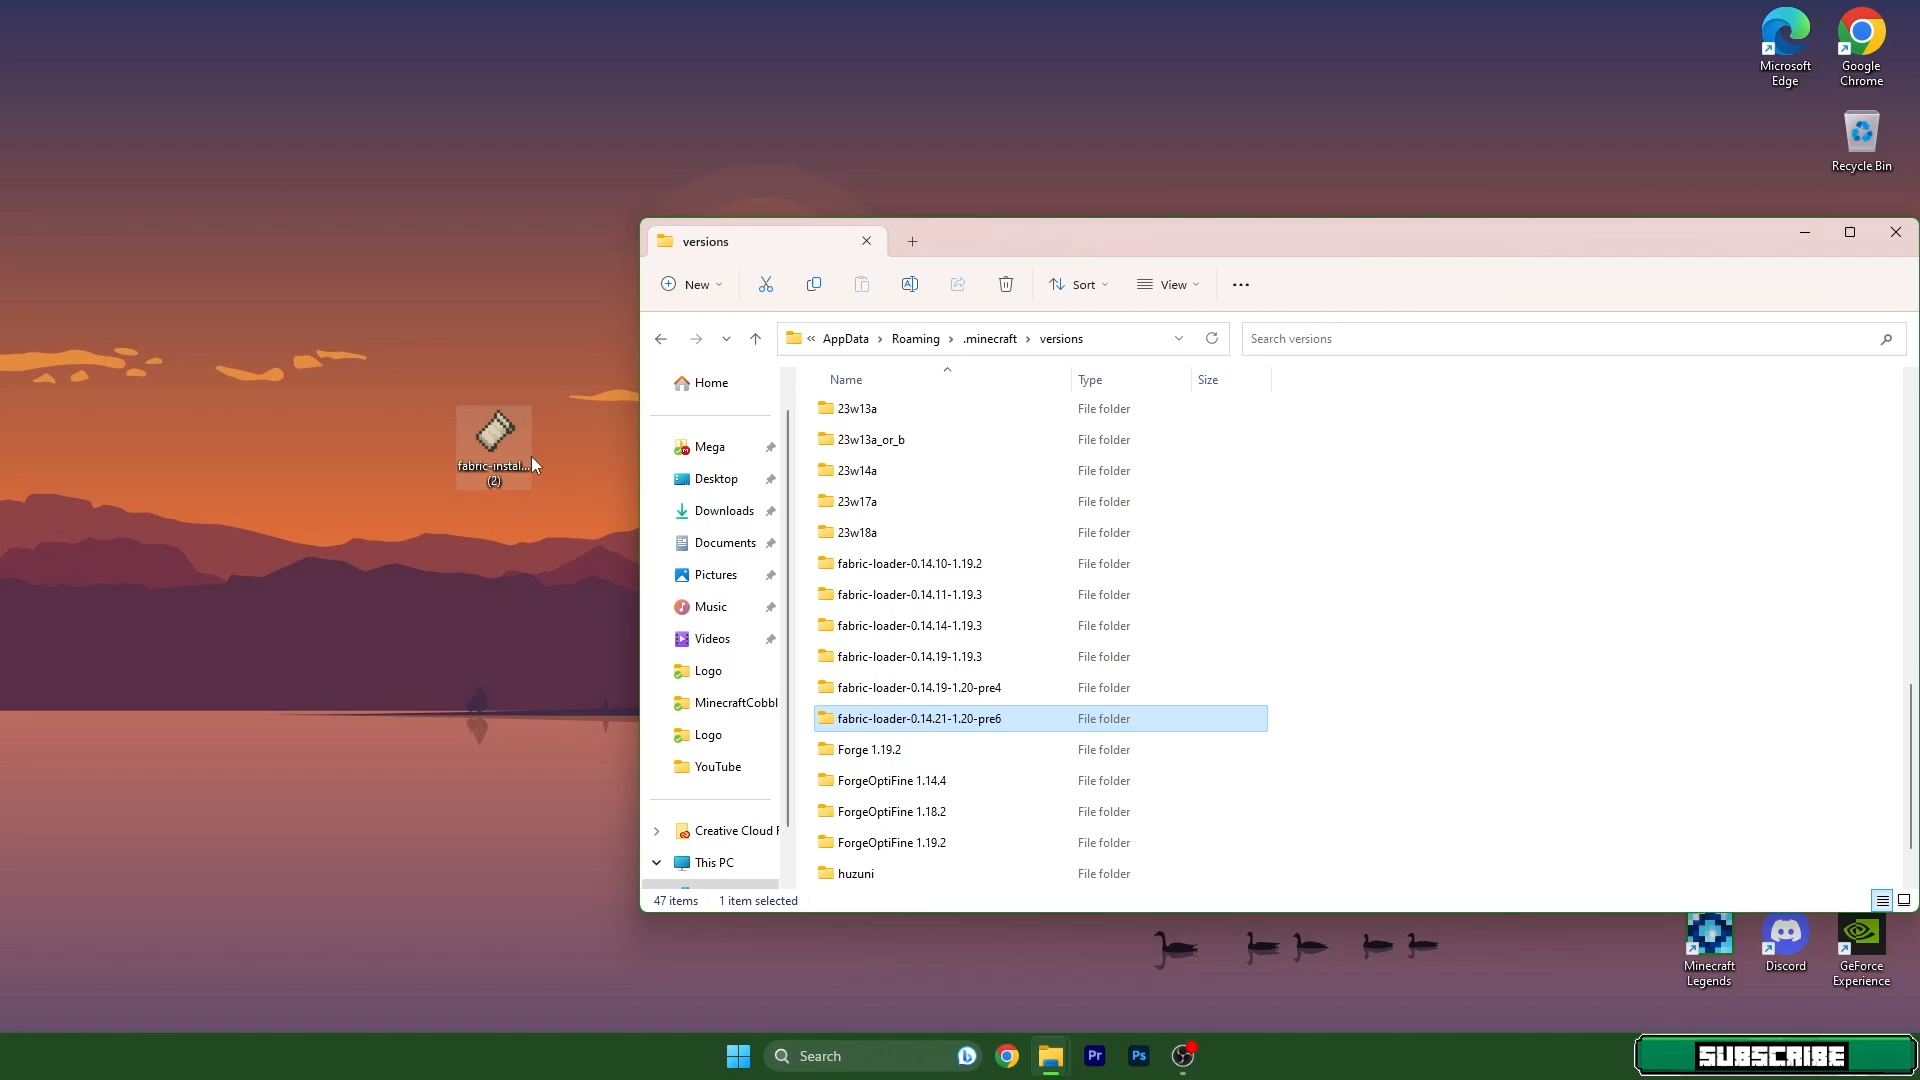 Microsoft
Edge
Google
Chrome
Recycle Bin
fabric-instal...
(2)
versions
New
Sort
View
« AppData > Roaming > .minecraft > versions
Search versions
Name
Type
Size
Home
Mega
Desktop
Downloads
Documents
Pictures
Music
Videos
Logo
MinecraftCobbl
Logo
YouTube
Creative Cloud F
This PC
23w13a File folder
23w13a_or_b File folder
23w14a File folder
23w17a File folder
23w18a File folder
fabric-loader-0.14.10-1.19.2 File folder
fabric-loader-0.14.11-1.19.3 File folder
fabric-loader-0.14.14-1.19.3 File folder
fabric-loader-0.14.19-1.19.3 File folder
fabric-loader-0.14.19-1.20-pre4 File folder
fabric-loader-0.14.21-1.20-pre6 File folder
Forge 1.19.2 File folder
ForgeOptiFine 1.14.4 File folder
ForgeOptiFine 1.18.2 File folder
ForgeOptiFine 1.19.2 File folder
huzuni File folder
47 items 1 item selected
Minecraft
Legends
Discord
GeForce
Experience
Search
Pr
Ps
SUBSCRIBE